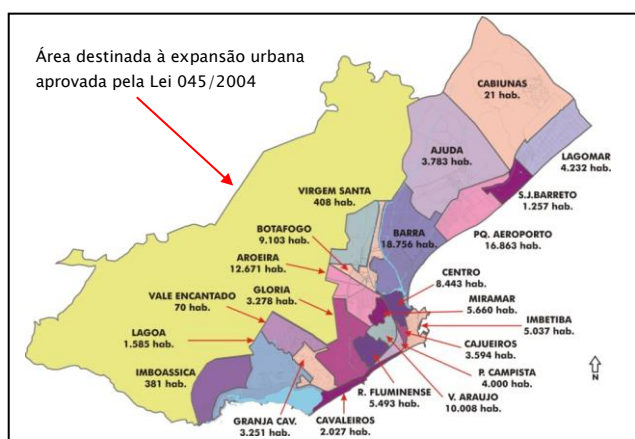 Área destinada à expansão urbana
aprovada pela Lei 045/2004
CABIUNAS
21 hab.
AJUDA
3.783 hab.
LAGOMAR
4.232 hab.
S.J.BARRETO
1.257 hab.
VIRGEM SANTA
408 hab.
BOTAFOGO
9.103 hab.
BARRA
18.756 hab.
PQ. AEROPORTO
16.863 hab.
AROEIRA
12.671 hab.
GLORIA
3.278 hab.
CENTRO
8.443 hab.
VALE ENCANTADO
70 hab.
MIRAMAR
5.660 hab.
IMBETIBA
5.037 hab.
LAGOA
1.585 hab.
CAJUEIROS
3.594 hab.
IMBOASSICA
381 hab.
P. CAMPISTA
4.000 hab.
R. FLUMINENSE
5.493 hab.
V. ARAUJO
10.008 hab.
GRANJA CAV.
3.251 hab.
CAVALEIROS
2.027 hab.
N